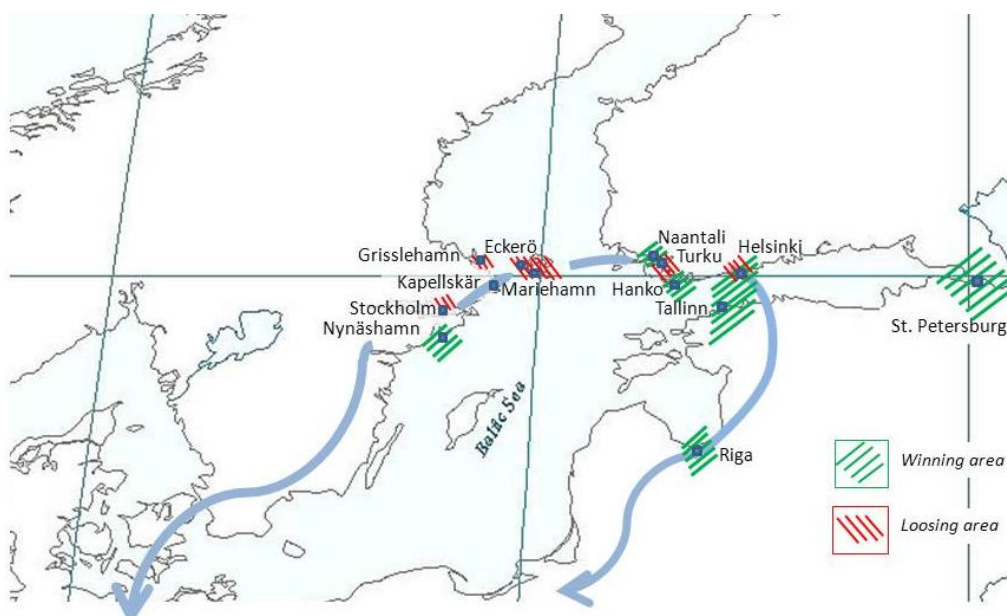 Naantali
Grisslehamn
Eckerö
Turku
Helsinki
Kapellskär
Mariehamn
Hanko
Stockholm
Tallinn
Nynäshamn
St. Petersburg
Baltic Sea
Riga
Winning area
Loosing area